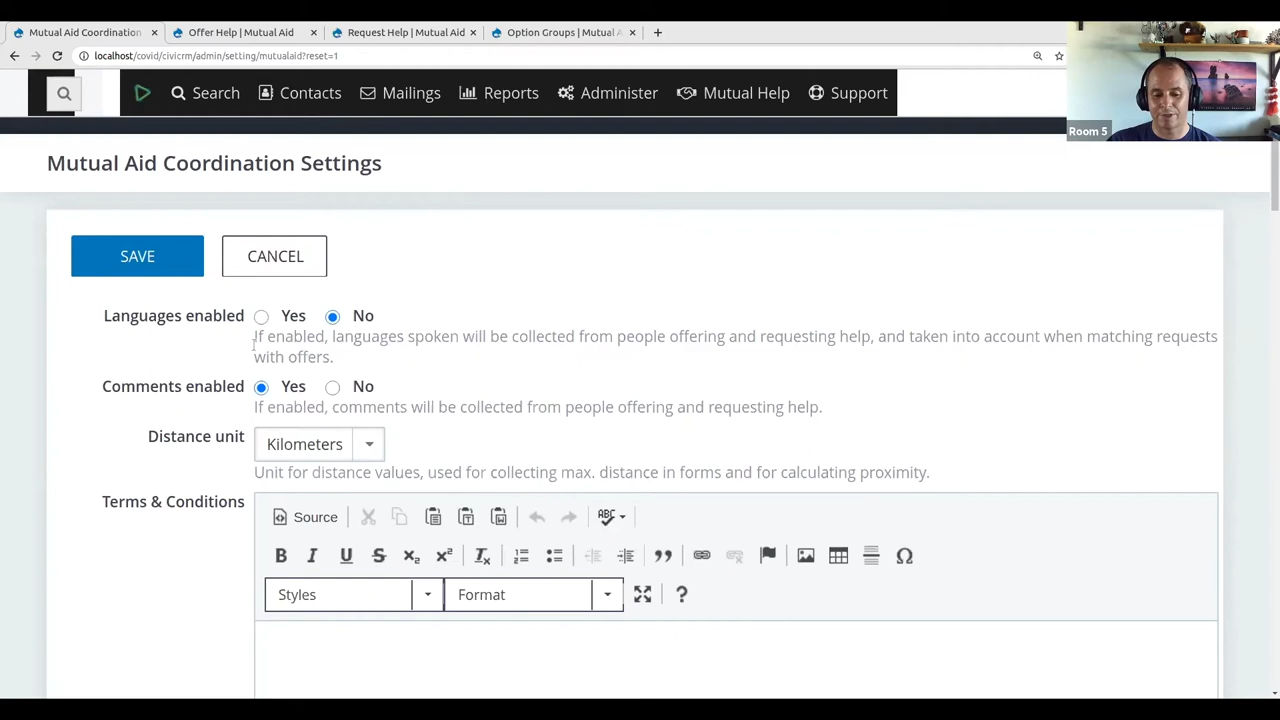 Mutual Aid Coordination × Offer Help | Mutual Aid × Request Help | Mutual Aid × Option Groups | Mutual A × +
localhost/covid/civicrm/admin/setting/mutualaid?reset=1
Search Contacts Mailings Reports Administer Mutual Help Support
Room 5
Mutual Aid Coordination Settings
SAVE CANCEL
Languages enabled Yes No
If enabled, languages spoken will be collected from people offering and requesting help, and taken into account when matching requests
with offers.
Comments enabled Yes No
If enabled, comments will be collected from people offering and requesting help.
Distance unit Kilometers
Unit for distance values, used for collecting max. distance in forms and for calculating proximity.
Terms & Conditions Source ABC
B I U S x₂ x² Tx Ω
Styles Format ?